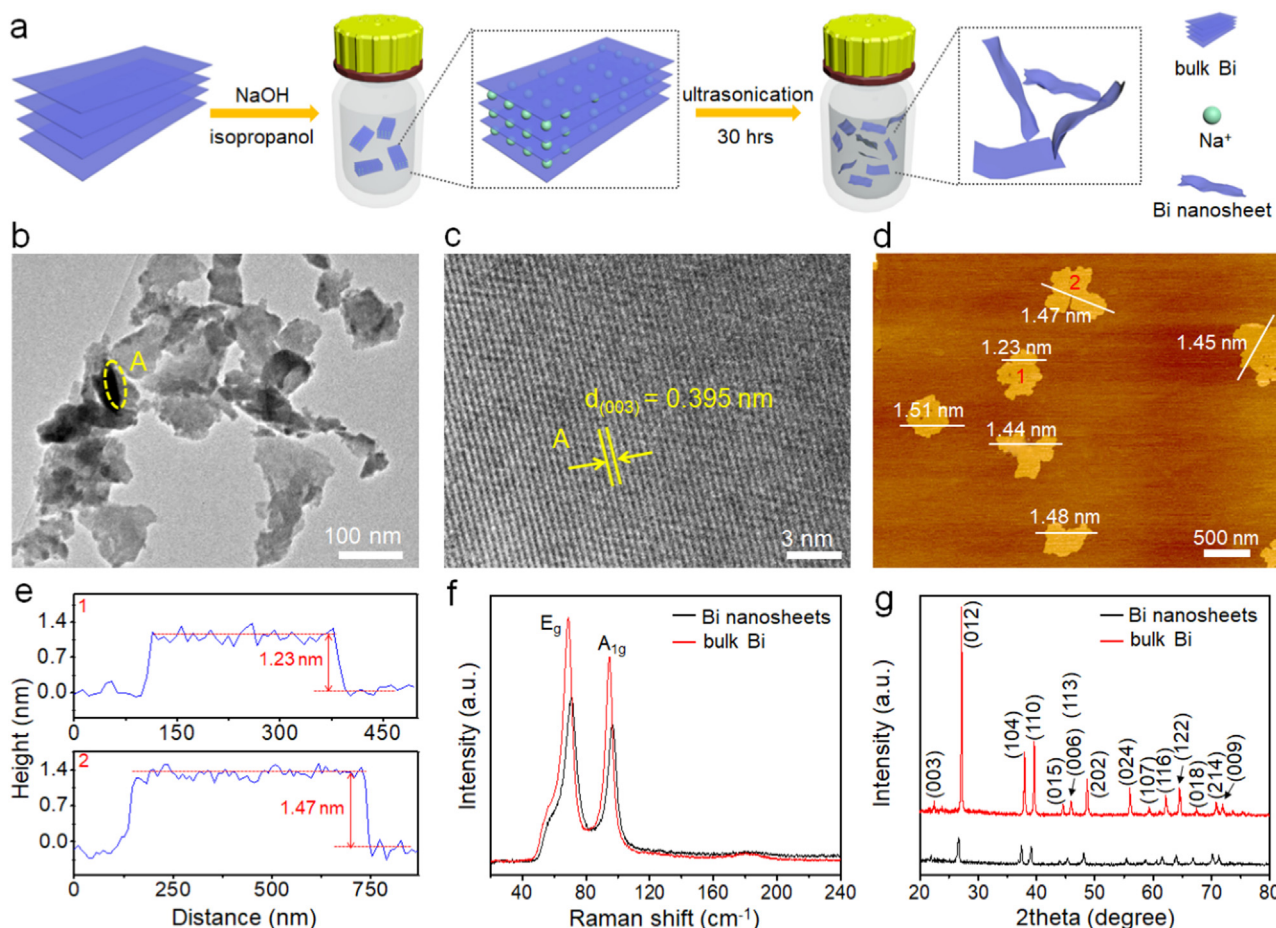 a
NaOH
isopropanol
ultrasonication
30 hrs
bulk Bi
Na⁺
Bi nanosheet
b
A
100 nm
c
d(003) = 0.395 nm
A
3 nm
d
2
1.47 nm
1.23 nm
1
1.45 nm
1.51 nm
1.44 nm
1.48 nm
500 nm
e
Height (nm)
1
1.4
0.7
0.0
1.23 nm
0 150 300 450
2
1.4
0.7
0.0
1.47 nm
0 250 500 750
Distance (nm)
f
Intensity (a.u.)
Eg
A1g
Bi nanosheets
bulk Bi
40 80 120 160 200 240
Raman shift (cm⁻¹)
g
Intensity (a.u.)
Bi nanosheets
bulk Bi
(003)
(012)
(104)
(110)
(015)
(006)
(113)
(202)
(024)
(107)
(116)
(122)
(018)
(214)
(009)
20 30 40 50 60 70 80
2theta (degree)